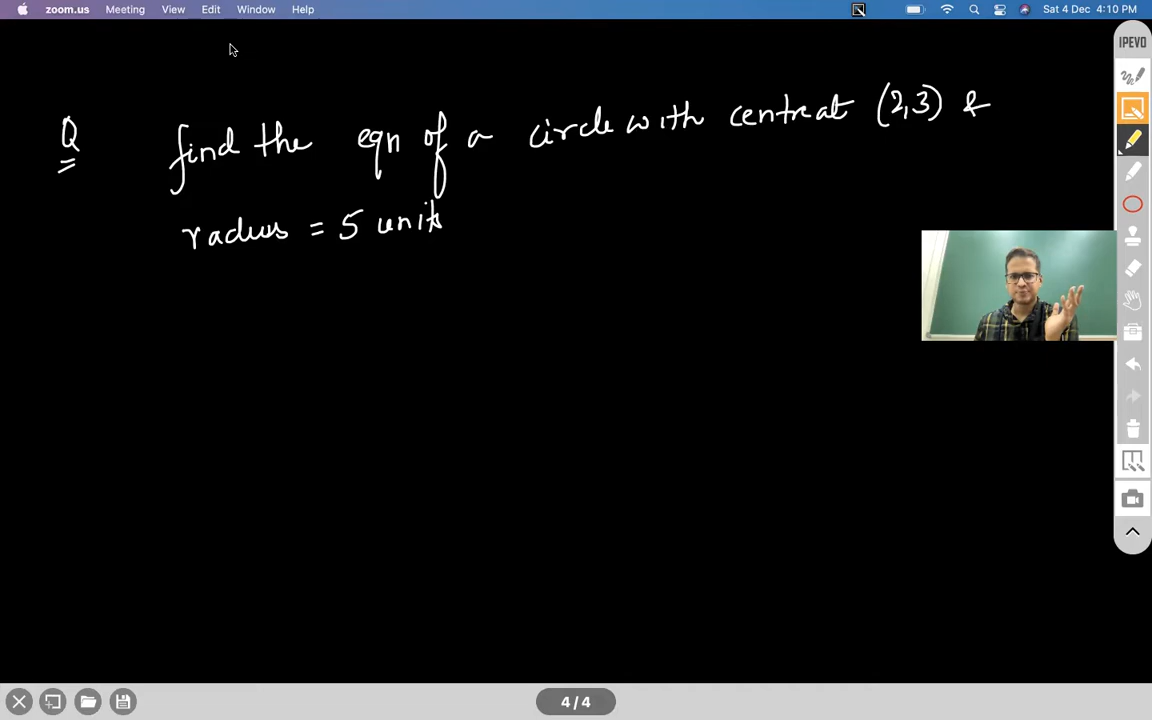 zoom.us Meeting View Edit Window Help Sat 4 Dec 4:10 PM
IPEVO
Q find the eqn of a circle with centre at (2,3) &
radius = 5 units
4/4